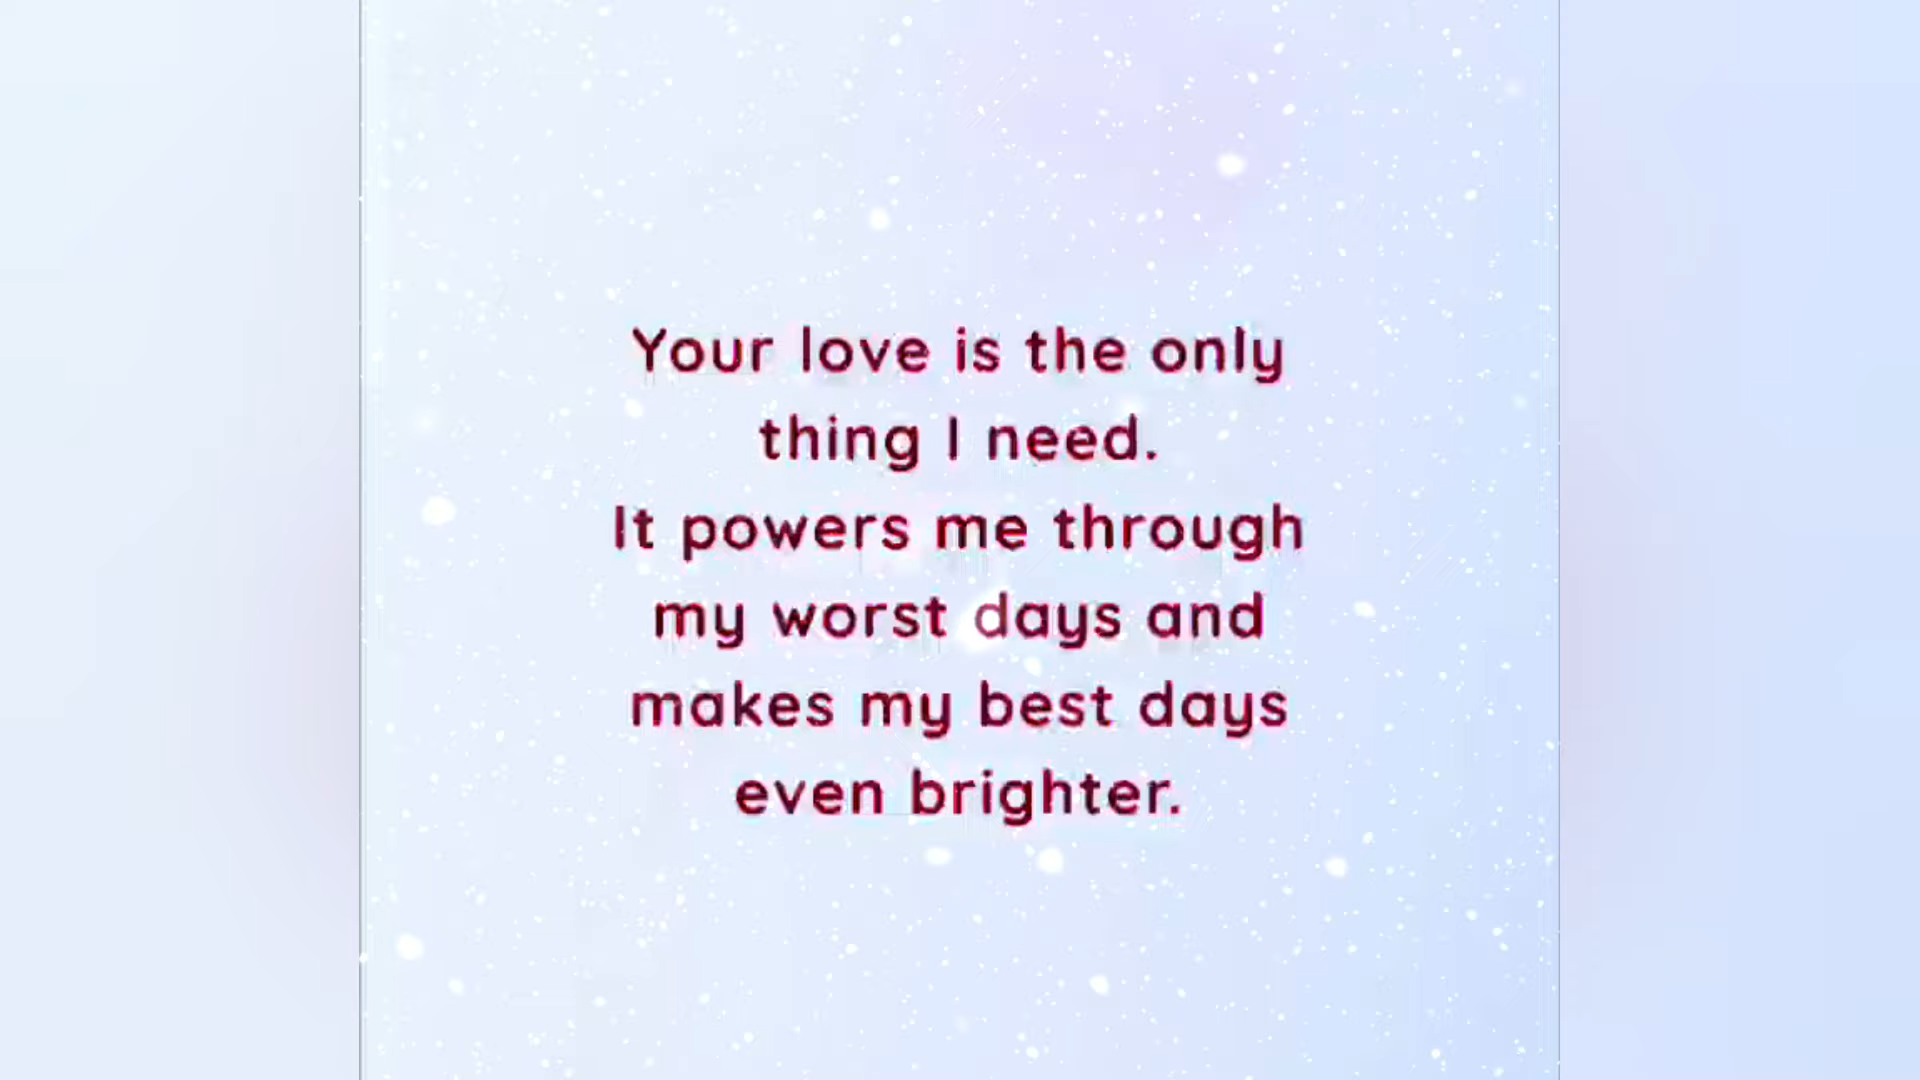 Your love is the only
thing I need.
It powers me through
my worst days and
makes my best days
even brighter.